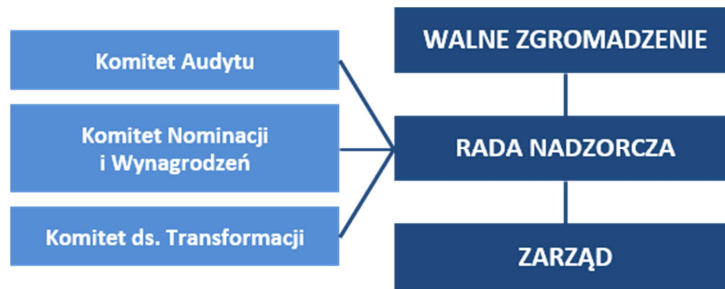 Komitet Audytu
Komitet Nominacji
i Wynagrodzeń
Komitet ds. Transformacji
WALNE ZGROMADZENIE
RADA NADZORCZA
ZARZĄD